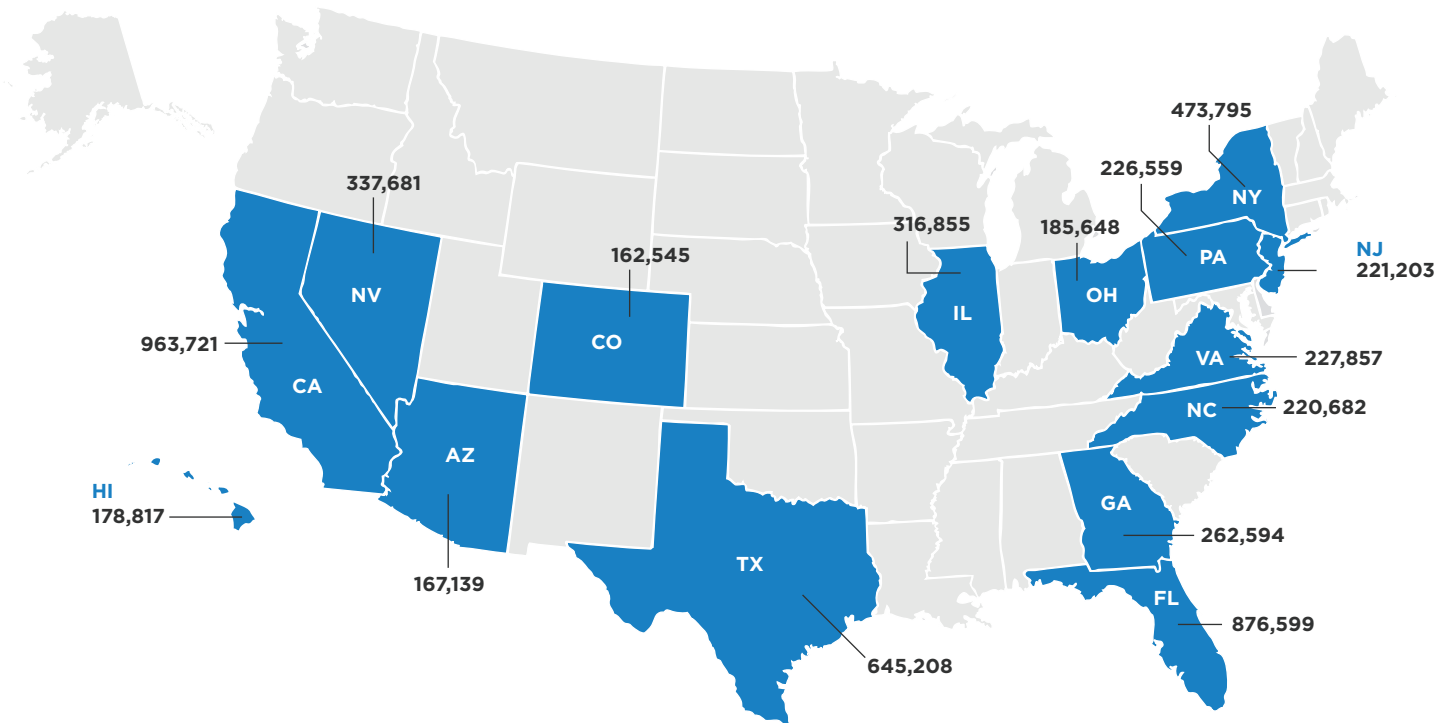 473,795
226,559
NY
337,681
316,855
185,648
NJ
221,203
162,545
PA
NV
OH
IL
CO
963,721
VA
227,857
CA
NC
220,682
AZ
HI
178,817
GA
262,594
TX
167,139
FL
876,599
645,208